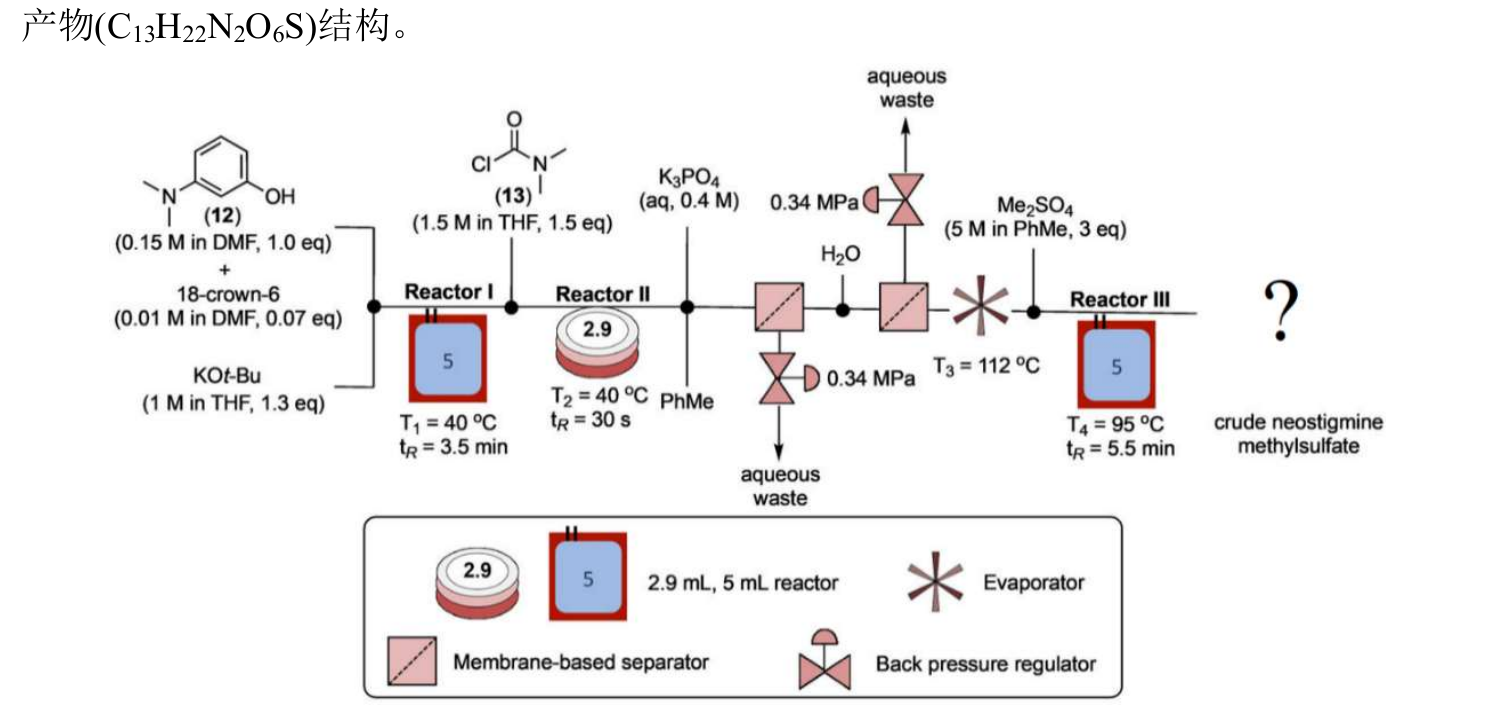 产物(C₁₃H₂₂N₂O₆S)结构。
aqueous
waste
O
Cl
N
(13)
(1.5 M in THF, 1.5 eq)
N
OH
(12)
(0.15 M in DMF, 1.0 eq)
+
18-crown-6
(0.01 M in DMF, 0.07 eq)
KOt-Bu
(1 M in THF, 1.3 eq)
Reactor I
5
T₁ = 40 ºC
tR = 3.5 min
Reactor II
2.9
T₂ = 40 ºC
tR = 30 s
K₃PO₄
(aq, 0.4 M)
PhMe
0.34 MPa
H₂O
0.34 MPa
aqueous
waste
T₃ = 112 ºC
Me₂SO₄
(5 M in PhMe, 3 eq)
Reactor III
5
T₄ = 95 ºC
tR = 5.5 min
?
crude neostigmine
methylsulfate
2.9
5
2.9 mL, 5 mL reactor
Evaporator
Membrane-based separator
Back pressure regulator